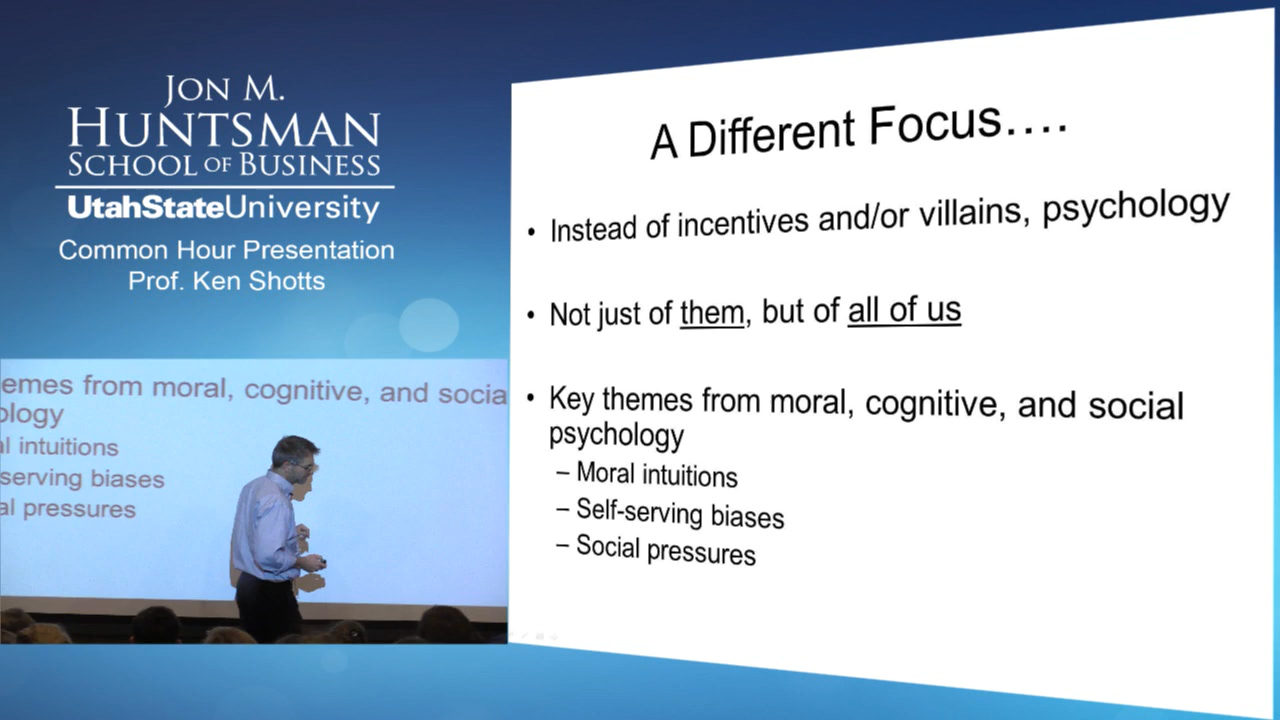 JON M.
HUNTSMAN
SCHOOL OF BUSINESS
UtahStateUniversity
Common Hour Presentation
Prof. Ken Shotts
emes from moral, cognitive, and socia
ology
al intuitions
-serving biases
al pressures
A Different Focus….
• Instead of incentives and/or villains, psychology
• Not just of them, but of all of us
• Key themes from moral, cognitive, and social
psychology
– Moral intuitions
– Self-serving biases
– Social pressures